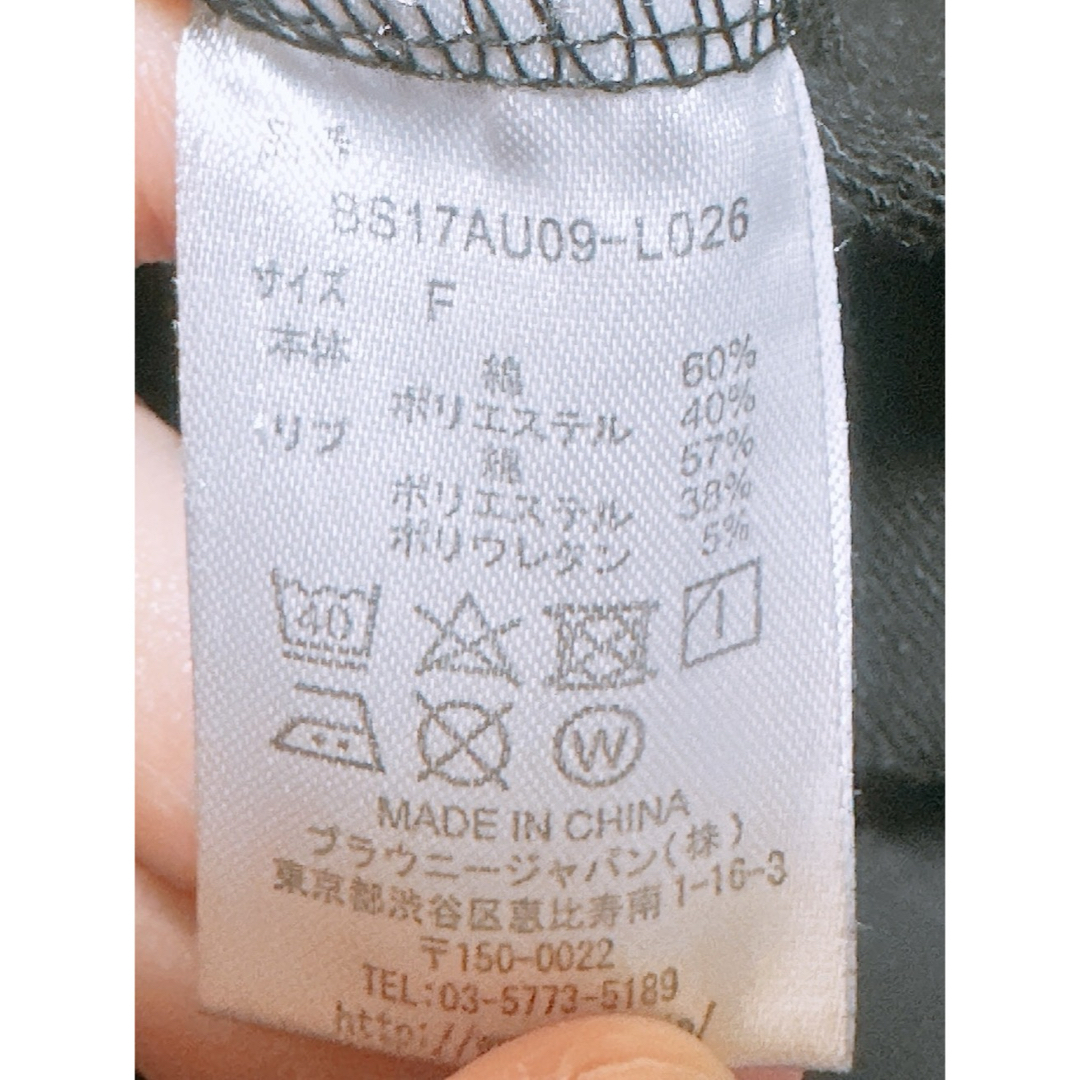 品番
BS17AU09-L026
サイズ F
本体 綿 60%
ポリエステル 40%
リブ 綿 57%
ポリエステル 38%
ポリウレタン 5%
40
W
MADE IN CHINA
ブラウニージャパン(株)
東京都渋谷区恵比寿南1-16-3
〒150-0022
TEL:03-5773-5189
http://